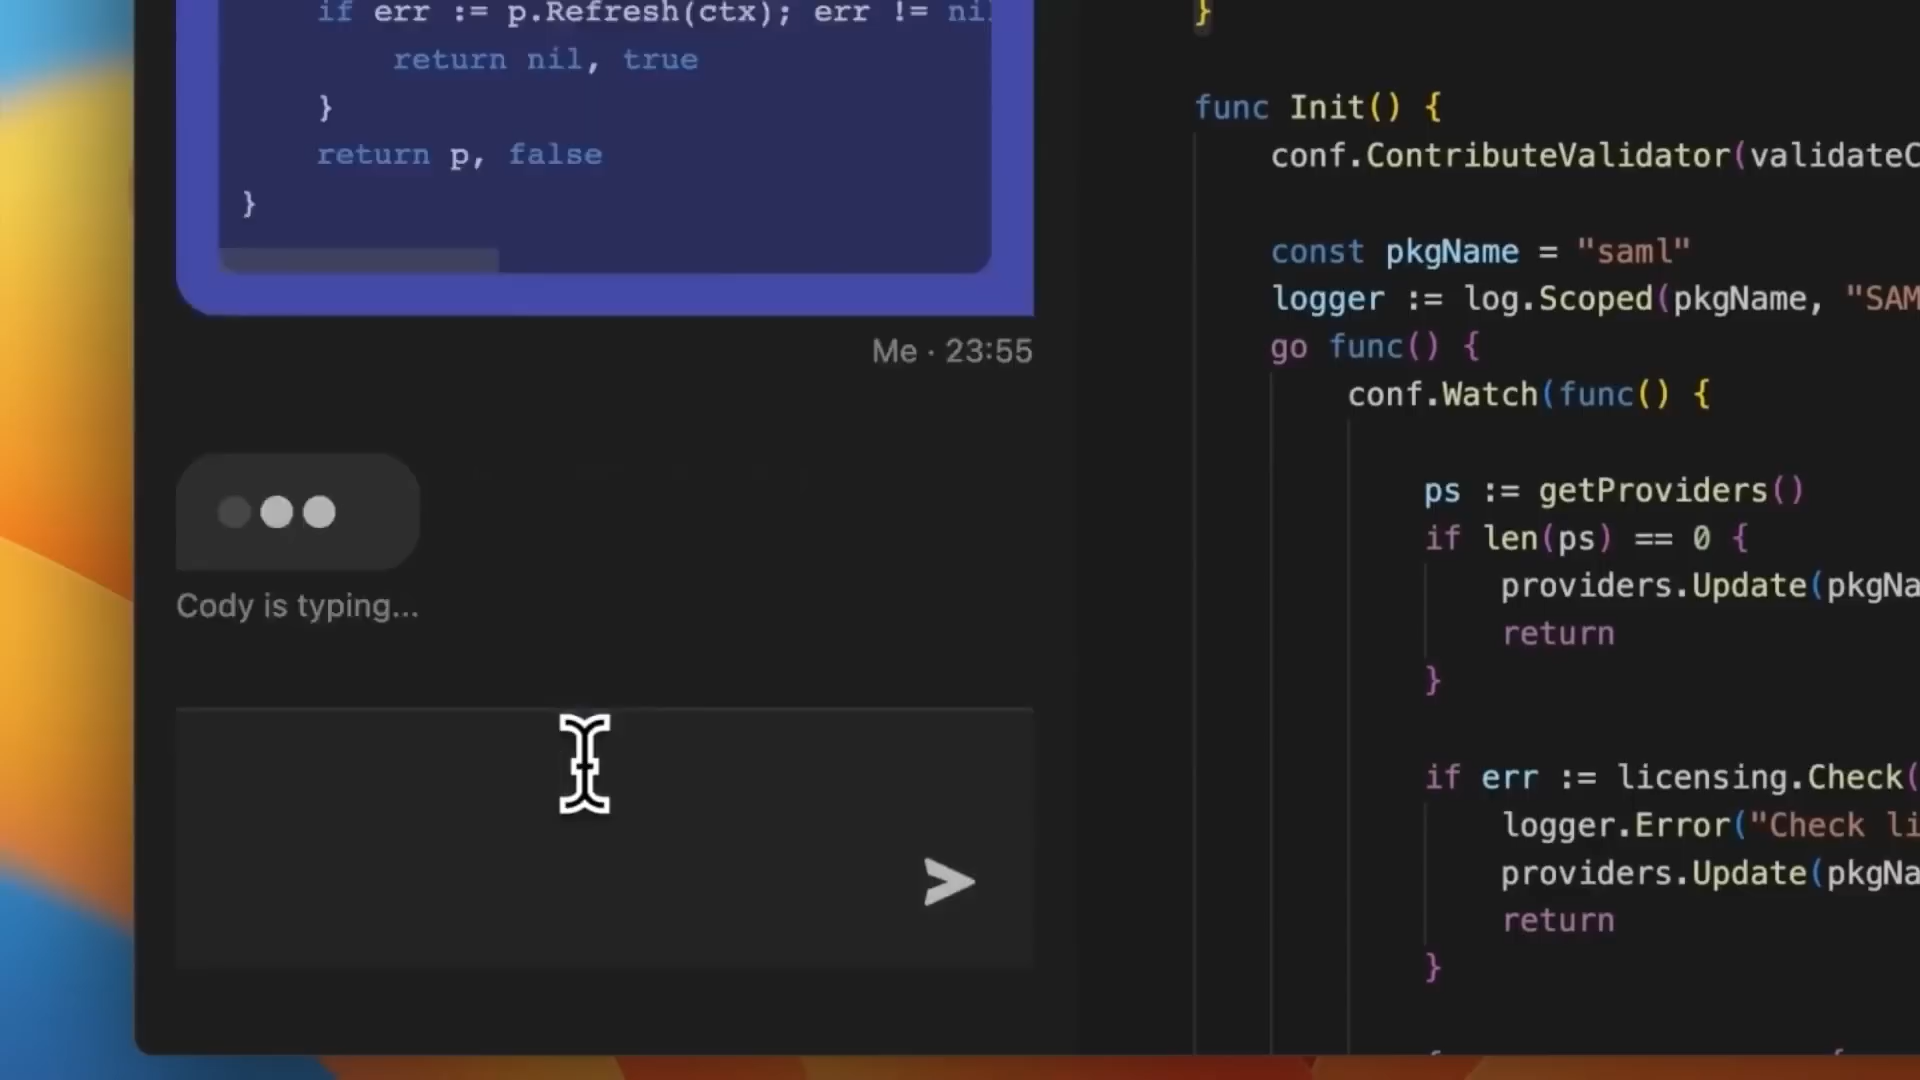 if err := p.Refresh(ctx); err != nil
return nil, true
}
return p, false
}
Me · 23:55
Cody is typing...
}
func Init() {
conf.ContributeValidator(validateC
const pkgName = "saml"
logger := log.Scoped(pkgName, "SAM
go func() {
conf.Watch(func() {
ps := getProviders()
if len(ps) == 0 {
providers.Update(pkgNa
return
}
if err := licensing.Check(
logger.Error("Check li
providers.Update(pkgNa
return
}